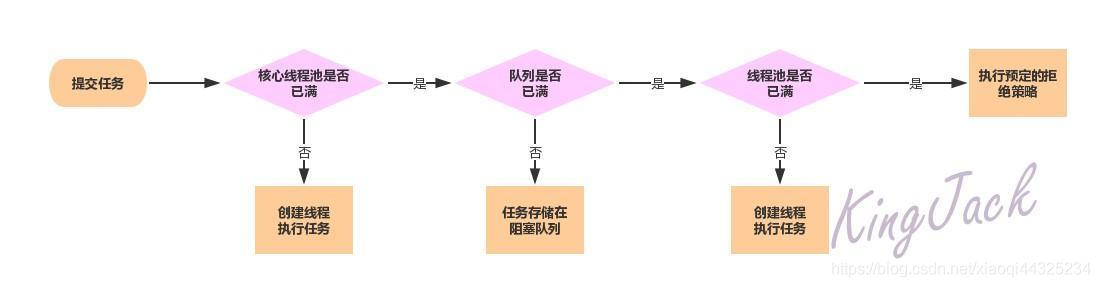 提交任务
核心线程池是否
已满
是
队列是否
已满
是
线程池是否
已满
是
执行预定的拒
绝策略
否
否
否
创建线程
执行任务
任务存储在
阻塞队列
创建线程
执行任务
KingJack
https://blog.csdn.net/xiaoqi44325234